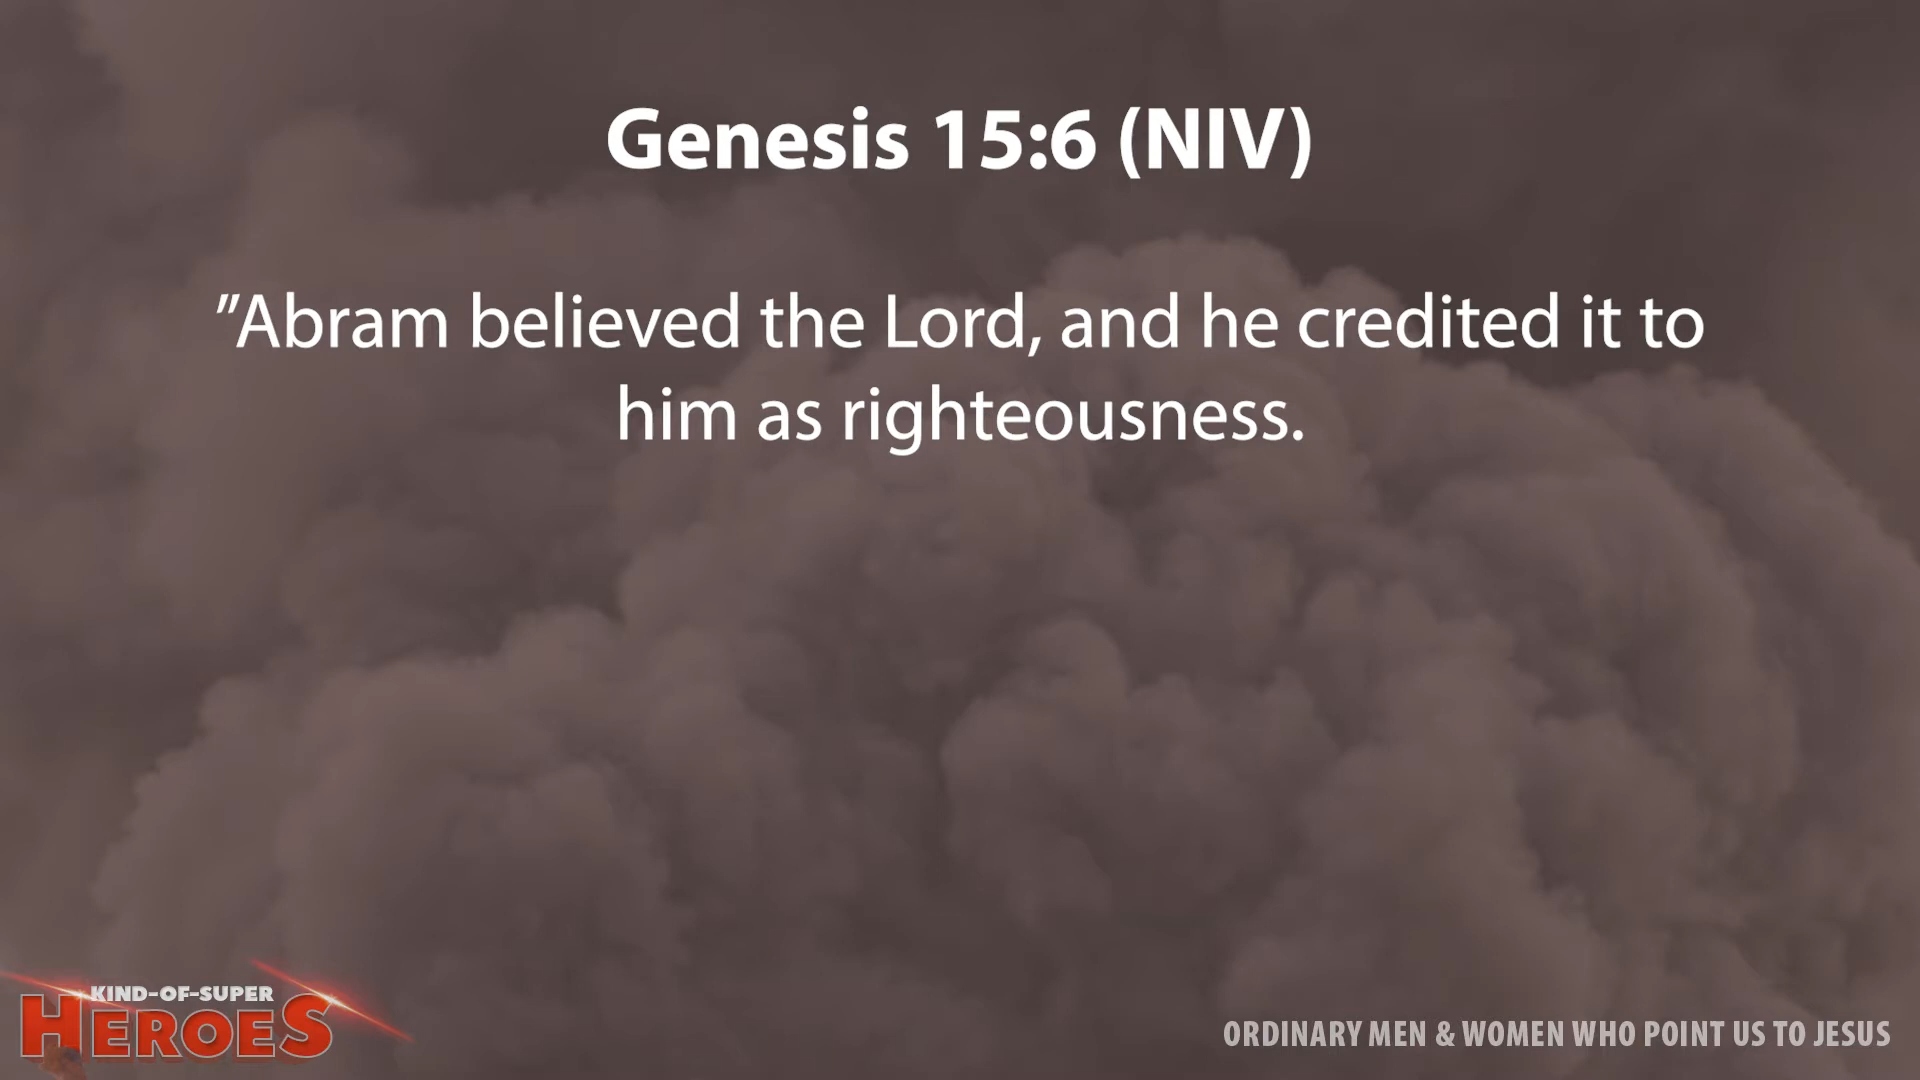 Genesis 15:6 (NIV)
”Abram believed the Lord, and he credited it to
him as righteousness.
KIND-OF-SUPER
HEROES
ORDINARY MEN & WOMEN WHO POINT US TO JESUS